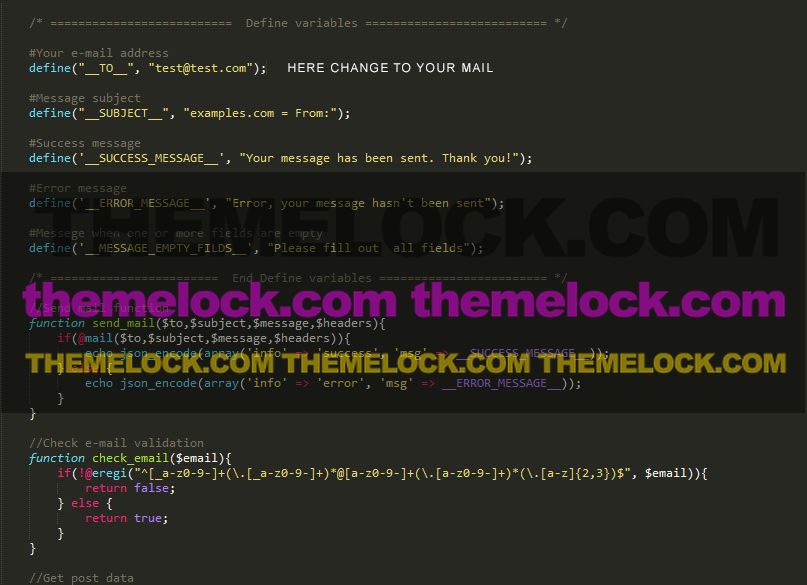 /* ========================== Define variables ========================== */
#Your e-mail address
define("__TO__", "test@test.com"); HERE CHANGE TO YOUR MAIL
#Message subject
define("__SUBJECT__", "examples.com = From:");
#Success message
define('__SUCCESS_MESSAGE__', "Your message has been sent. Thank you!");
#Error message
define('__ERROR_MESSAGE__', "Error, your message hasn't been sent");
THEMELOCK.COM
#Messege when one or more fields are empty
define('__MESSAGE_EMPTY_FILDS__', "Please fill out  all fields");
/* ======================== End Define variables ======================== */
themelock.com themelock.com
//Send mail function
function send_mail($to,$subject,$message,$headers){
if(@mail($to,$subject,$message,$headers)){
echo json_encode(array('info' => 'success', 'msg' => __SUCCESS_MESSAGE__));
THEMELOCK.COM THEMELOCK.COM THEMELOCK.COM
} else {
echo json_encode(array('info' => 'error', 'msg' => __ERROR_MESSAGE__));
}
}
//Check e-mail validation
function check_email($email){
if(!@eregi("^[_a-z0-9-]+(\.[_a-z0-9-]+)*@[a-z0-9-]+(\.[a-z0-9-]+)*(\.[a-z]{2,3})$", $email)){
return false;
} else {
return true;
}
}
//Get post data